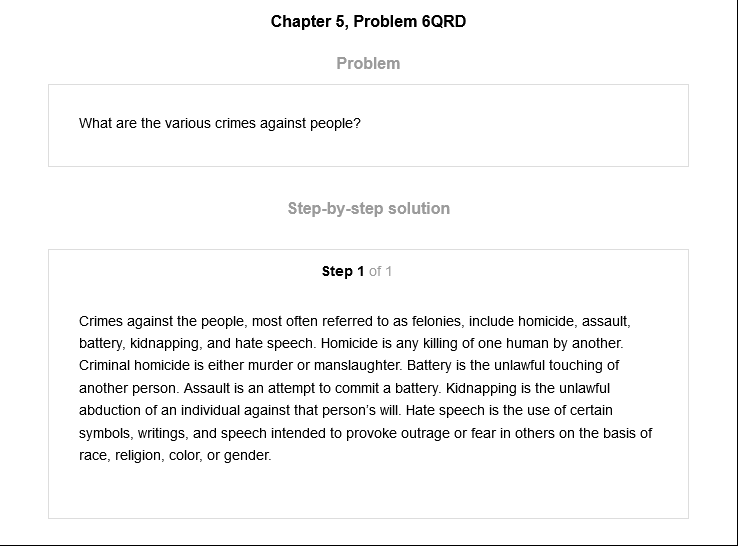 Chapter 5, Problem 6QRD
Problem
What are the various crimes against people?
Step-by-step solution
Step 1 of 1
Crimes against the people, most often referred to as felonies, include homicide, assault,
battery, kidnapping, and hate speech. Homicide is any killing of one human by another.
Criminal homicide is either murder or manslaughter. Battery is the unlawful touching of
another person. Assault is an attempt to commit a battery. Kidnapping is the unlawful
abduction of an individual against that person's will. Hate speech is the use of certain
symbols, writings, and speech intended to provoke outrage or fear in others on the basis of
race, religion, color, or gender.